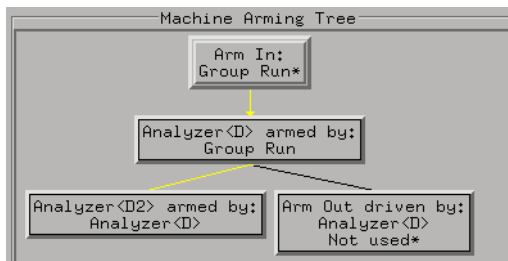 Machine Arming Tree
Arm In:
Group Run*
Analyzer<D> armed by:
Group Run
Analyzer<D2> armed by:
Analyzer<D>
Arm Out driven by:
Analyzer<D>
Not used*